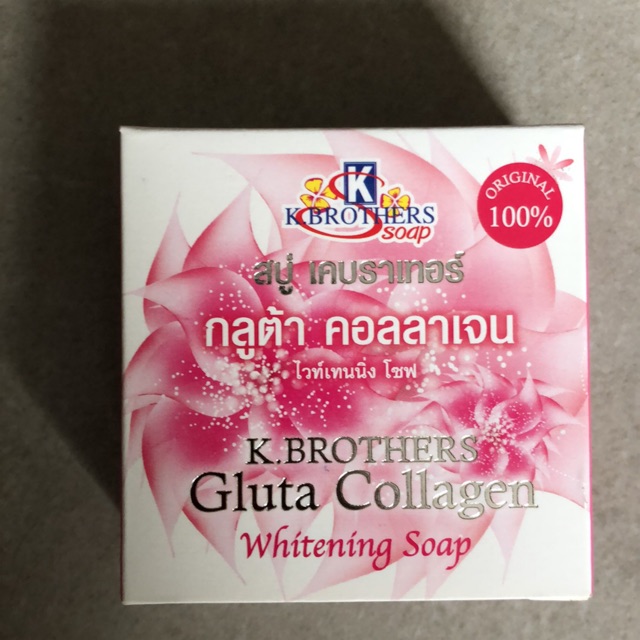 K
K.BROTHERS
soap
ORIGINAL
100%
สบู่ เคบราเทอร์
กลูต้า คอลลาเจน
ไวท์เทนนิ่ง โซฟ
K.BROTHERS
Gluta Collagen
Whitening Soap